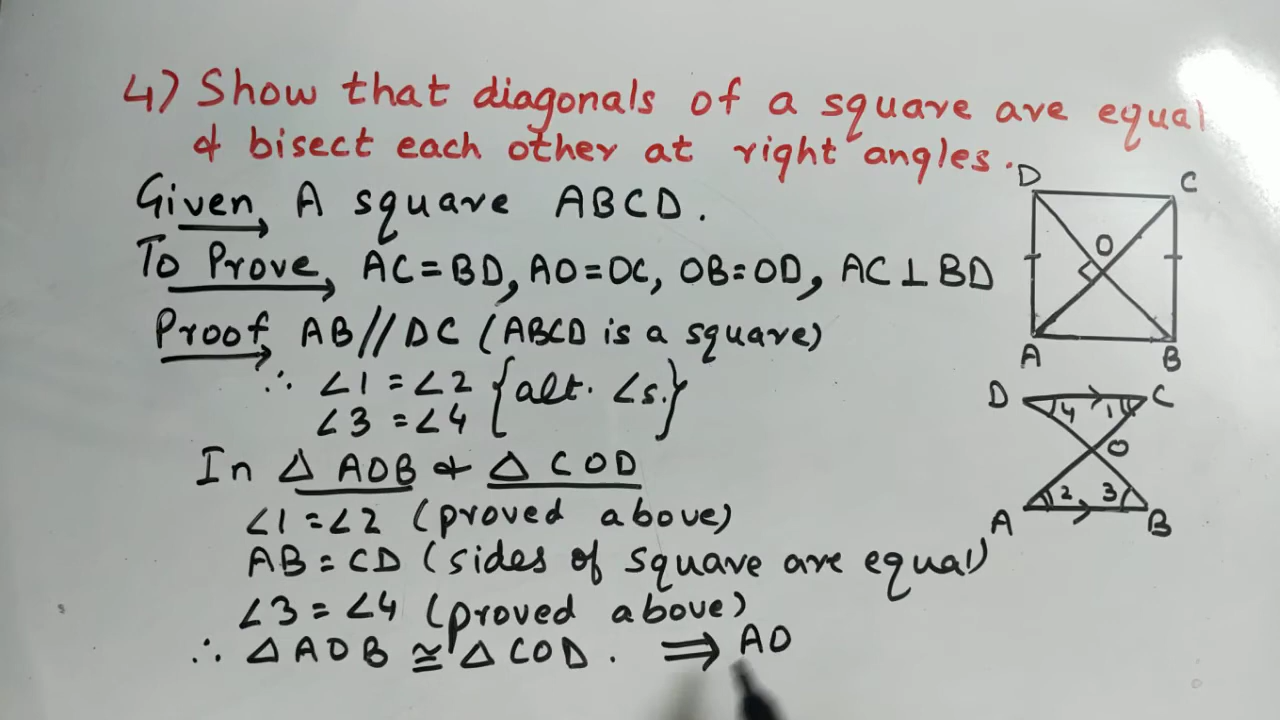 4) Show that diagonals of a square are equal
& bisect each other at right angles.
Given, A square ABCD.
To Prove, AC=BD, AO=OC, OB=OD, AC⊥BD
Proof AB//DC (ABCD is a square)
∴ ∠1=∠2 {alt. ∠s.}
∠3=∠4
In △AOB & △COD
∠1=∠2 (proved above)
AB=CD (sides of square are equal)
∠3=∠4 (proved above)
∴ △AOB ≅ △COD. ⟹ AO
D C
O
A B
D 4 1 C
O
A 2 3 B